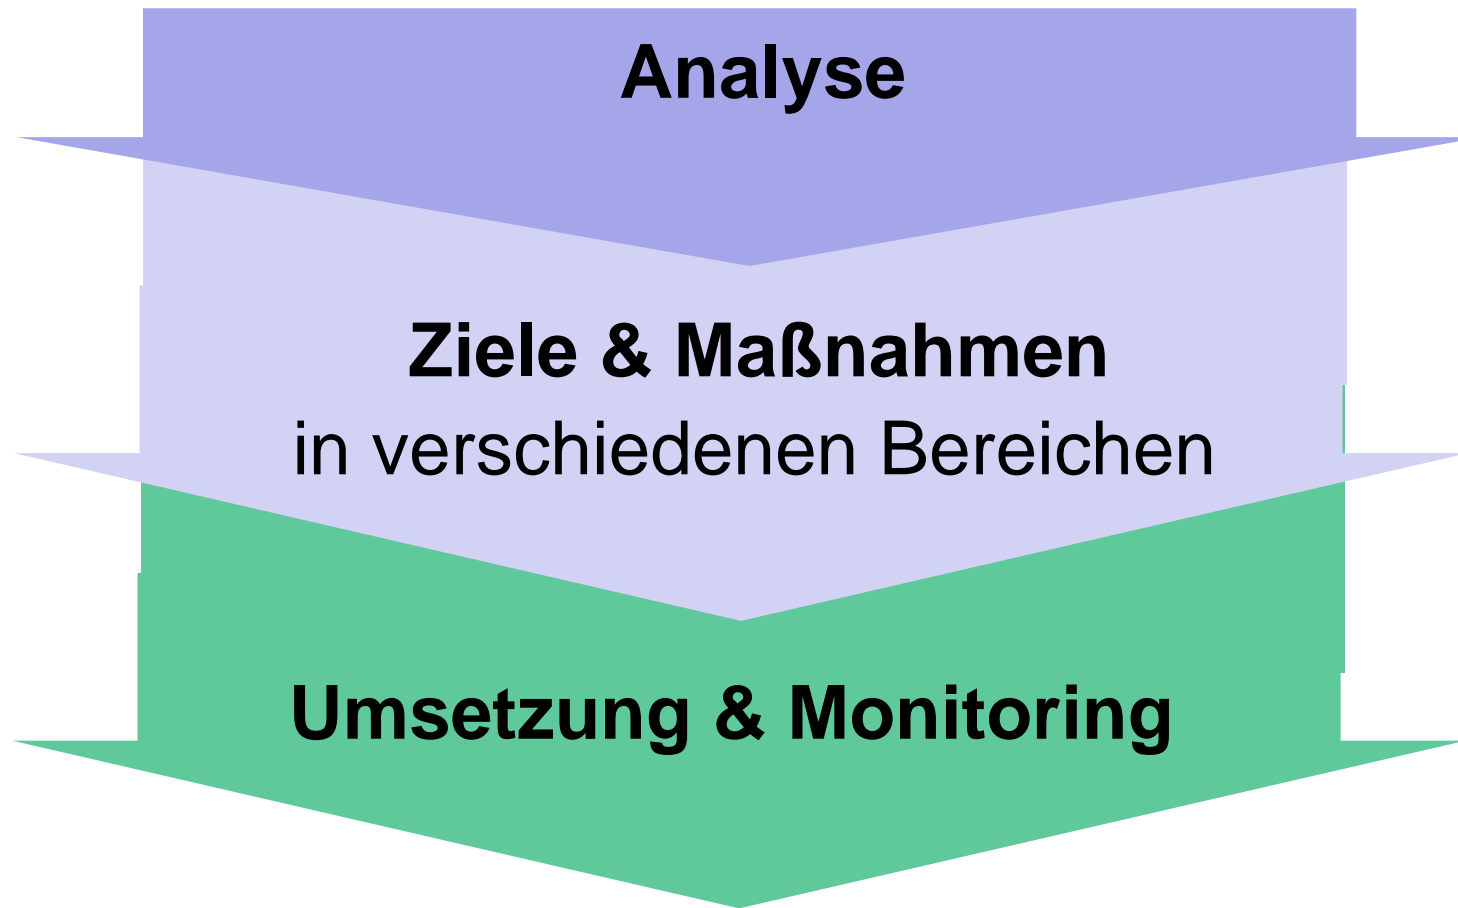 Analyse
Ziele & Maßnahmen
in verschiedenen Bereichen
Umsetzung & Monitoring